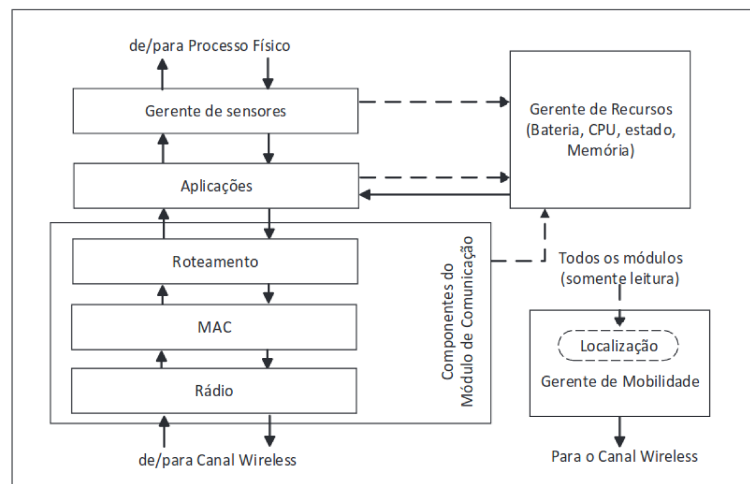 de/para Processo Físico
Gerente de sensores
Aplicações
Roteamento
MAC
Rádio
Componentes do
Módulo de Comunicação
de/para Canal Wireless
Gerente de Recursos
(Bateria, CPU, estado,
Memória)
Todos os módulos
(somente leitura)
Localização
Gerente de Mobilidade
Para o Canal Wireless